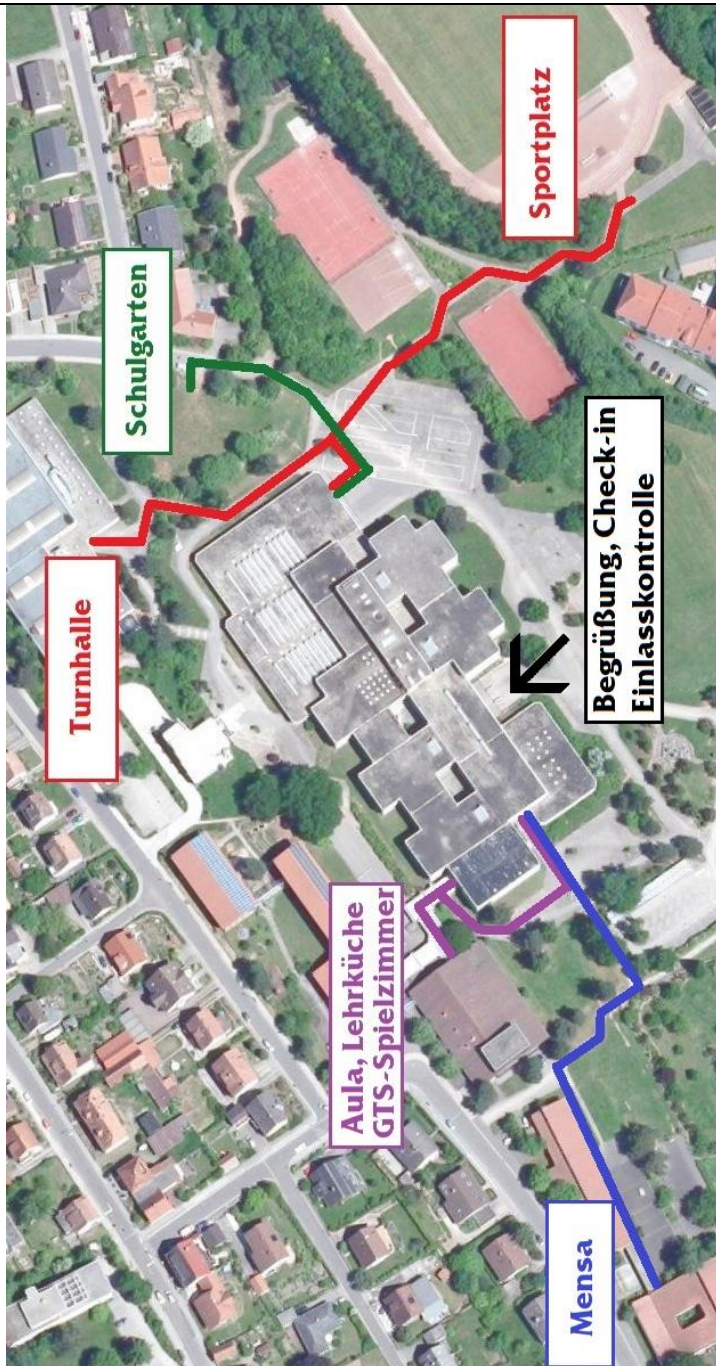 Sportplatz
Schulgarten
Turnhalle
Begrüßung, Check-in
Einlasskontrolle
Aula, Lehrküche
GTS-Spielzimmer
Mensa